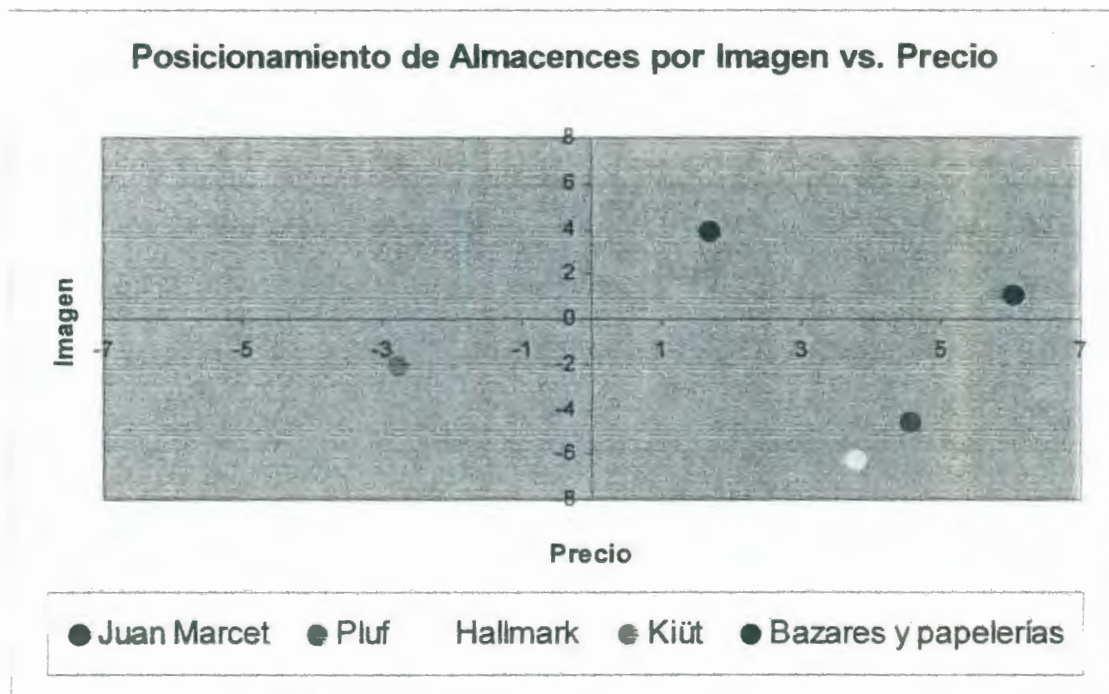 Posicionamiento de Almacences por Imagen vs. Precio
8
6
4
2
0
-7 -5 -3 -1 1 3 5 7
-2
-4
-6
-8
Imagen
Precio
Juan Marcet Pluf Hallmark Kiüt Bazares y papelerías